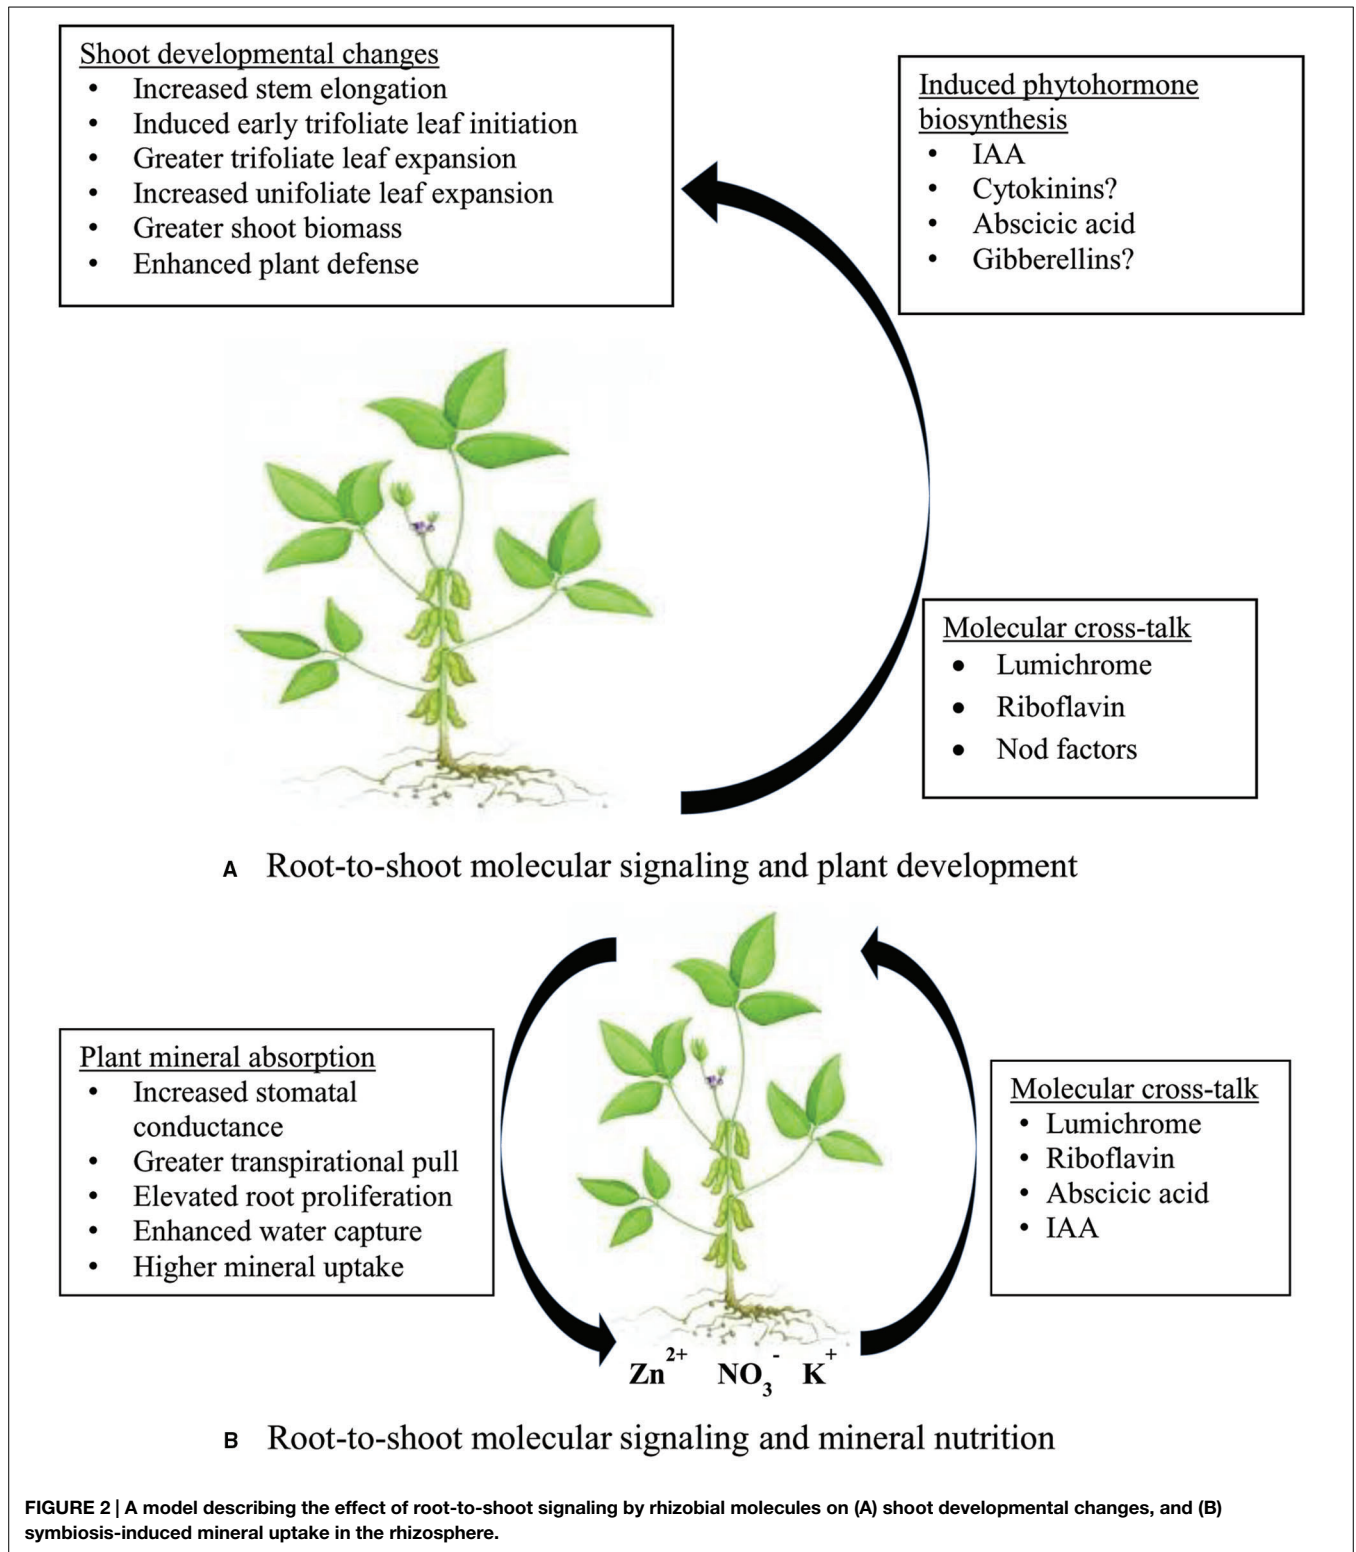 Shoot developmental changes
• Increased stem elongation
• Induced early trifoliate leaf initiation
• Greater trifoliate leaf expansion
• Increased unifoliate leaf expansion
• Greater shoot biomass
• Enhanced plant defense
Induced phytohormone
biosynthesis
• IAA
• Cytokinins?
• Abscicic acid
• Gibberellins?
Molecular cross-talk
• Lumichrome
• Riboflavin
• Nod factors
A Root-to-shoot molecular signaling and plant development
Plant mineral absorption
• Increased stomatal
conductance
• Greater transpirational pull
• Elevated root proliferation
• Enhanced water capture
• Higher mineral uptake
Molecular cross-talk
• Lumichrome
• Riboflavin
• Abscicic acid
• IAA
Zn²⁺ NO₃⁻ K⁺
B Root-to-shoot molecular signaling and mineral nutrition
FIGURE 2 | A model describing the effect of root-to-shoot signaling by rhizobial molecules on (A) shoot developmental changes, and (B)
symbiosis-induced mineral uptake in the rhizosphere.